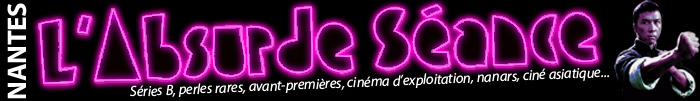 NANTES
L'Absurde Séance
Séries B, perles rares, avant-premières, cinéma d'exploitation, nanars, ciné asiatique...